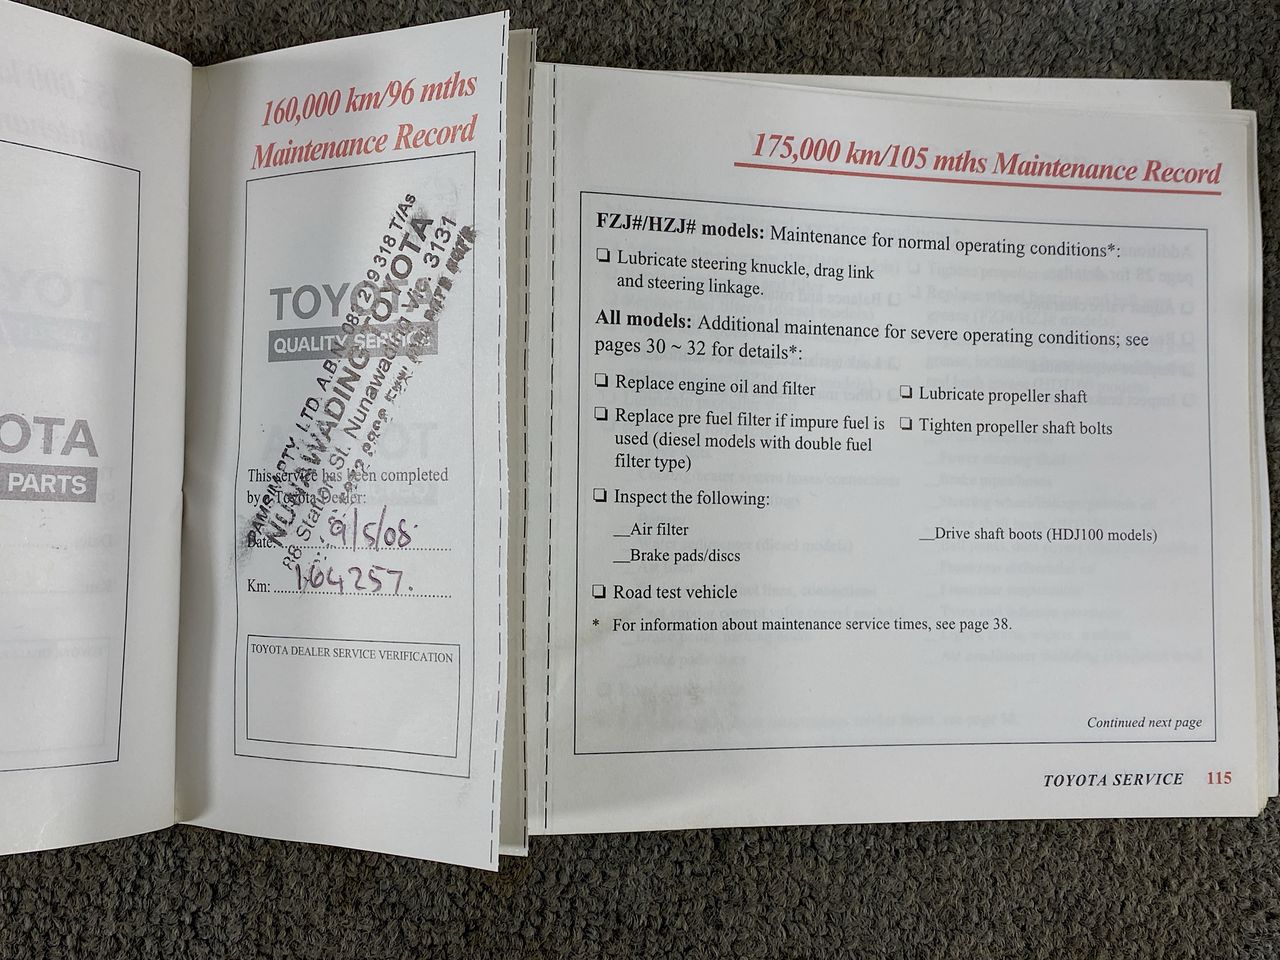 OTA
PARTS
160,000 km/96 mths
Maintenance Record
TOYOTA
QUALITY SERVICE
PTY. LTD. A.B.N. 318 T/As
NUNAWADING TOYOTA
Station St. Nunawading Vic. 3131
This service has been completed
by a Toyota Dealer:
Date: 9/5/08
Km: 164257.
TOYOTA DEALER SERVICE VERIFICATION
175,000 km/105 mths Maintenance Record
FZJ#/HZJ# models: Maintenance for normal operating conditions*:
❏ Lubricate steering knuckle, drag link
and steering linkage.
All models: Additional maintenance for severe operating conditions; see
pages 30 ~ 32 for details*:
❏ Replace engine oil and filter
❏ Replace pre fuel filter if impure fuel is
used (diesel models with double fuel
filter type)
❏ Lubricate propeller shaft
❏ Tighten propeller shaft bolts
❏ Inspect the following:
__Air filter
__Brake pads/discs
__Drive shaft boots (HDJ100 models)
❏ Road test vehicle
* For information about maintenance service times, see page 38.
Continued next page
TOYOTA SERVICE 115